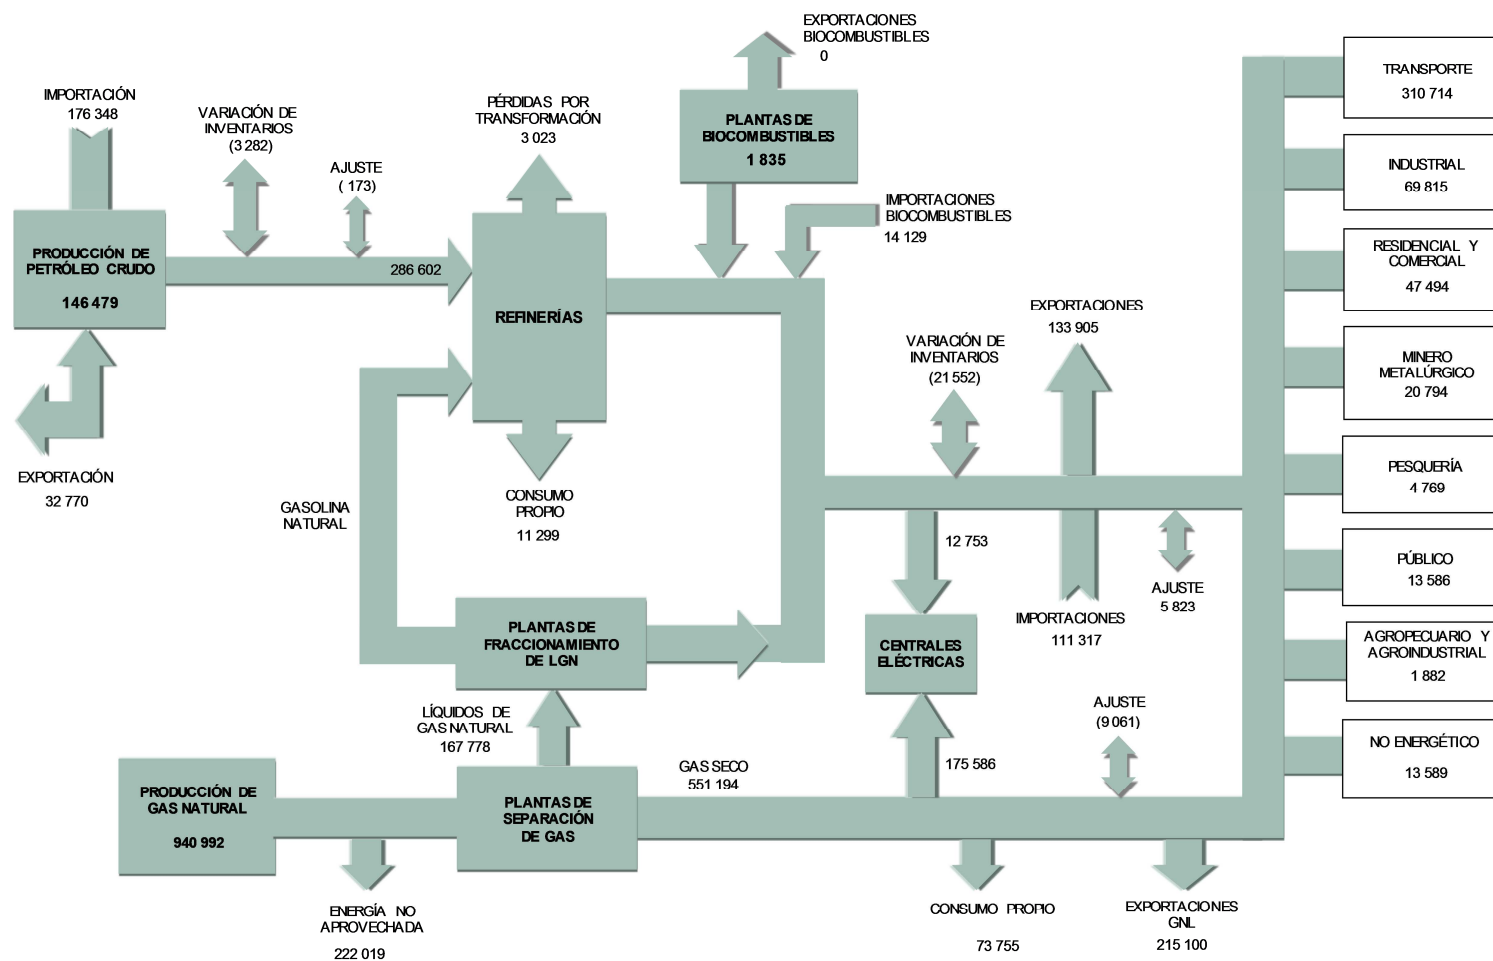 EXPORTACIONES
BIOCOMBUSTIBLES
0
IMPORTACIÓN
176 348
VARIACIÓN DE
INVENTARIOS
(3 282)
AJUSTE
( 173)
PÉRDIDAS POR
TRANSFORMACIÓN
3 023
PLANTAS DE
BIOCOMBUSTIBLES
1 835
IMPORTACIONES
BIOCOMBUSTIBLES
14 129
PRODUCCIÓN DE
PETRÓLEO CRUDO
146 479
286 602
REFINERÍAS
EXPORTACIÓN
32 770
GASOLINA
NATURAL
CONSUMO
PROPIO
11 299
VARIACIÓN DE
INVENTARIOS
(21 552)
EXPORTACIONES
133 905
12 753
IMPORTACIONES
111 317
AJUSTE
5 823
PLANTAS DE
FRACCIONAMIENTO
DE LGN
CENTRALES
ELÉCTRICAS
LÍQUIDOS DE
GAS NATURAL
167 778
GAS SECO
551 194
175 586
AJUSTE
(9 061)
PRODUCCIÓN DE
GAS NATURAL
940 992
PLANTAS DE
SEPARACIÓN
DE GAS
ENERGÍA NO
APROVECHADA
222 019
CONSUMO PROPIO
73 755
EXPORTACIONES
GNL
215 100
TRANSPORTE
310 714
INDUSTRIAL
69 815
RESIDENCIAL Y
COMERCIAL
47 494
MINERO
METALÚRGICO
20 794
PESQUERÍA
4 769
PÚBLICO
13 586
AGROPECUARIO Y
AGROINDUSTRIAL
1 882
NO ENERGÉTICO
13 589